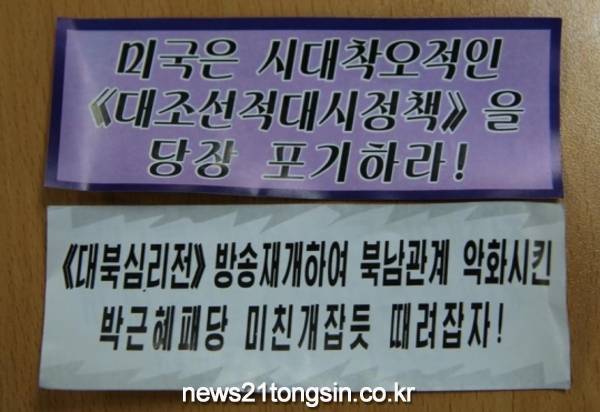 미국은 시대착오적인
《대조선적대시정책》을
당장 포기하라!
《대북심리전》방송재개하여 북남관계 악화시킨
박근혜패당 미친개잡듯 때려잡자!
news21tongsin.co.kr